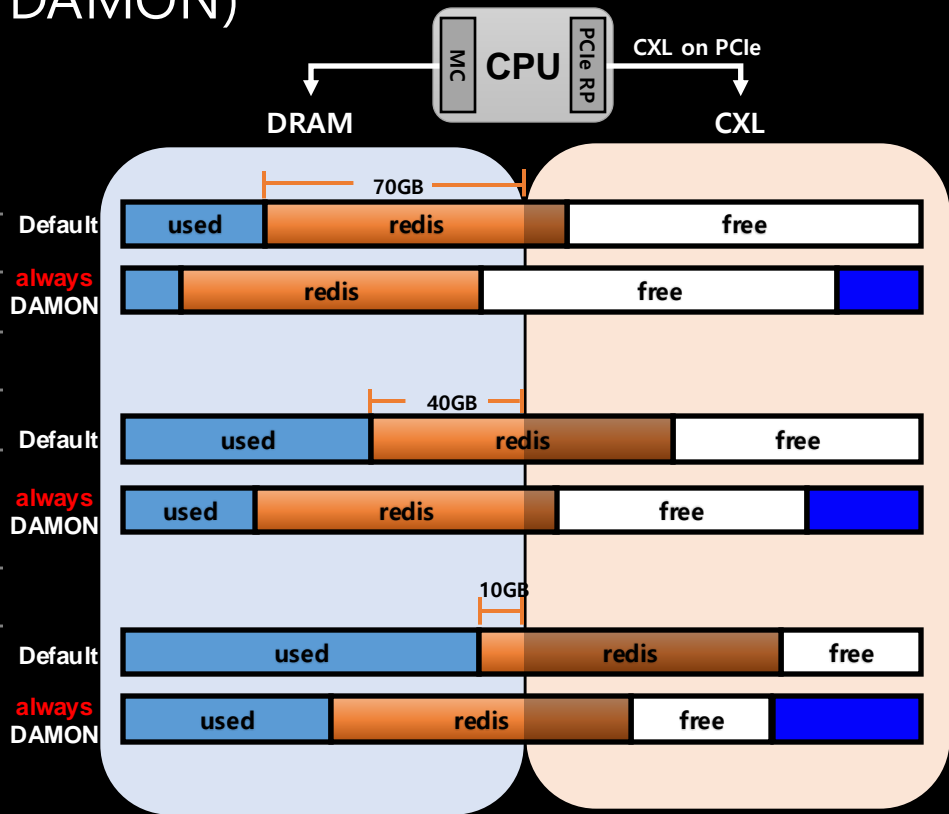 DAMON)
MC
CPU
PCIe RP
CXL on PCIe
DRAM
CXL
70GB
Default
used
redis
free
always
DAMON
redis
free
40GB
Default
used
redis
free
always
DAMON
used
redis
free
10GB
Default
used
redis
free
always
DAMON
used
redis
free